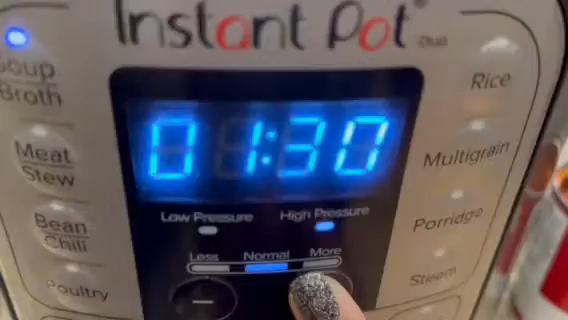 Instant Pot®
Duo
Soup
Broth
Rice
01:30
Meat
Stew
Multigrain
Low Pressure
High Pressure
Bean
Chili
Porridge
Less
Normal
More
Poultry
Steam
−